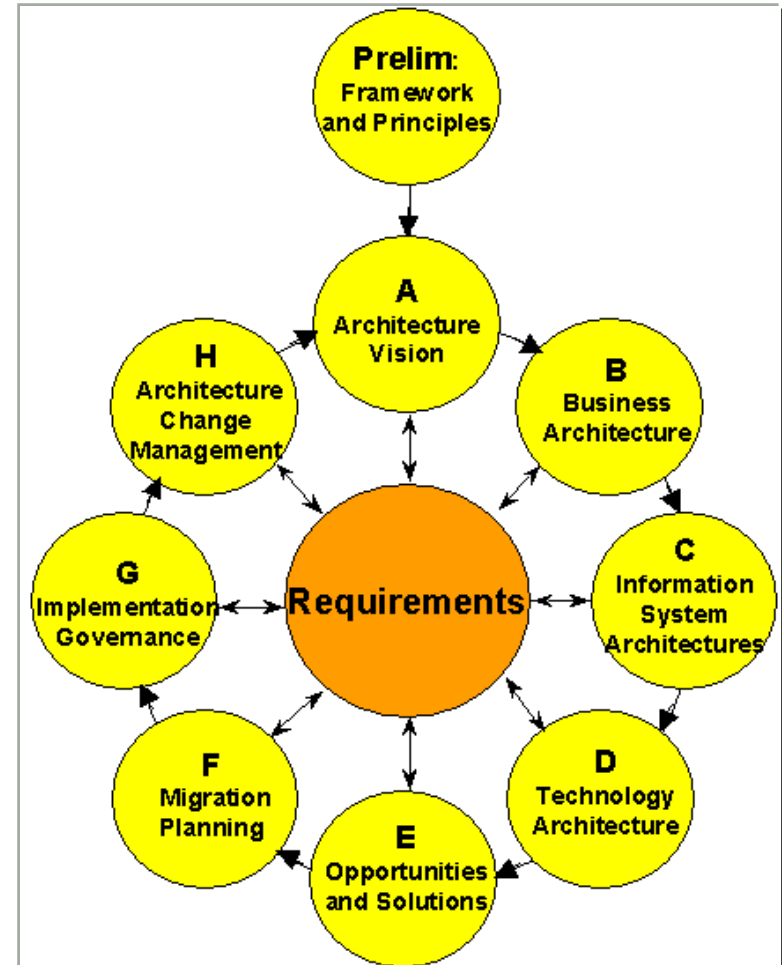 Prelim:
Framework
and Principles
A
Architecture
Vision
H
Architecture
Change
Management
B
Business
Architecture
G
Implementation
Governance
Requirements
C
Information
System
Architectures
F
Migration
Planning
D
Technology
Architecture
E
Opportunities
and Solutions